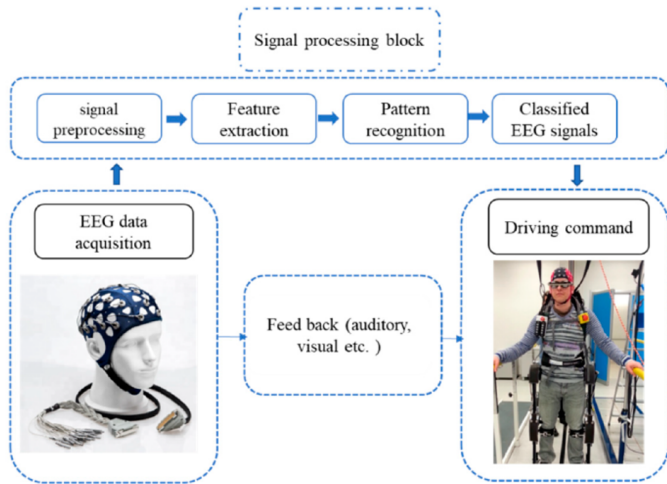 Signal processing block
signal
preprocessing
Feature
extraction
Pattern
recognition
Classified
EEG signals
EEG data
acquisition
Feed back (auditory,
visual etc. )
Driving command